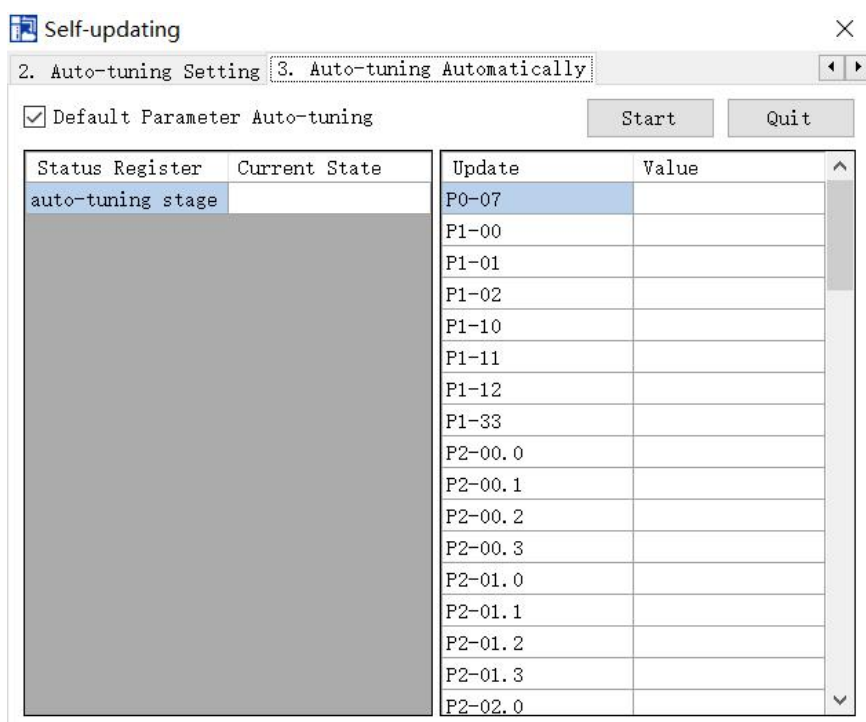 Self-updating
2. Auto-tuning Setting 3. Auto-tuning Automatically
Default Parameter Auto-tuning Start Quit
Status Register Current State Update Value
auto-tuning stage P0-07
P1-00
P1-01
P1-02
P1-10
P1-11
P1-12
P1-33
P2-00.0
P2-00.1
P2-00.2
P2-00.3
P2-01.0
P2-01.1
P2-01.2
P2-01.3
P2-02.0